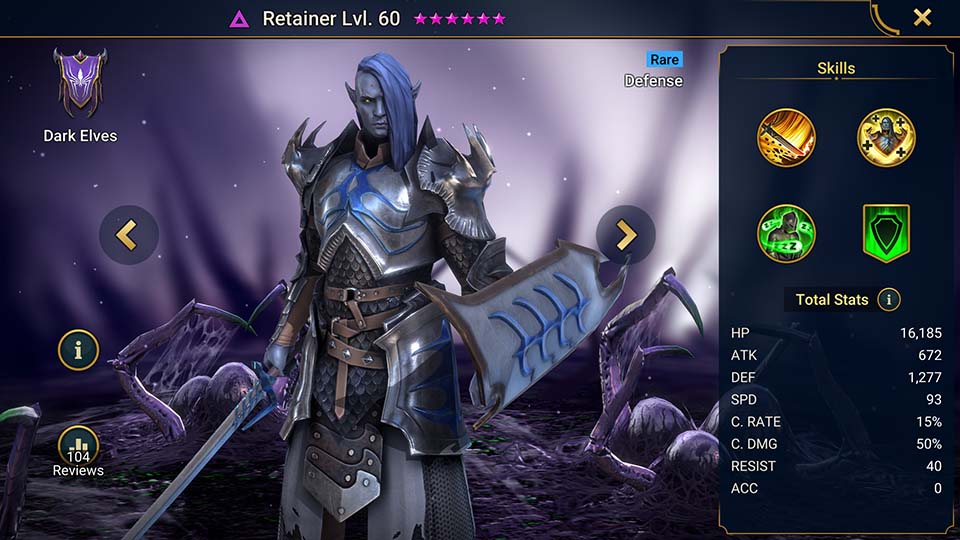 Retainer Lvl. 60
Rare
Defense
Dark Elves
104
Reviews
Skills
Total Stats
HP 16,185
ATK 672
DEF 1,277
SPD 93
C. RATE 15%
C. DMG 50%
RESIST 40
ACC 0